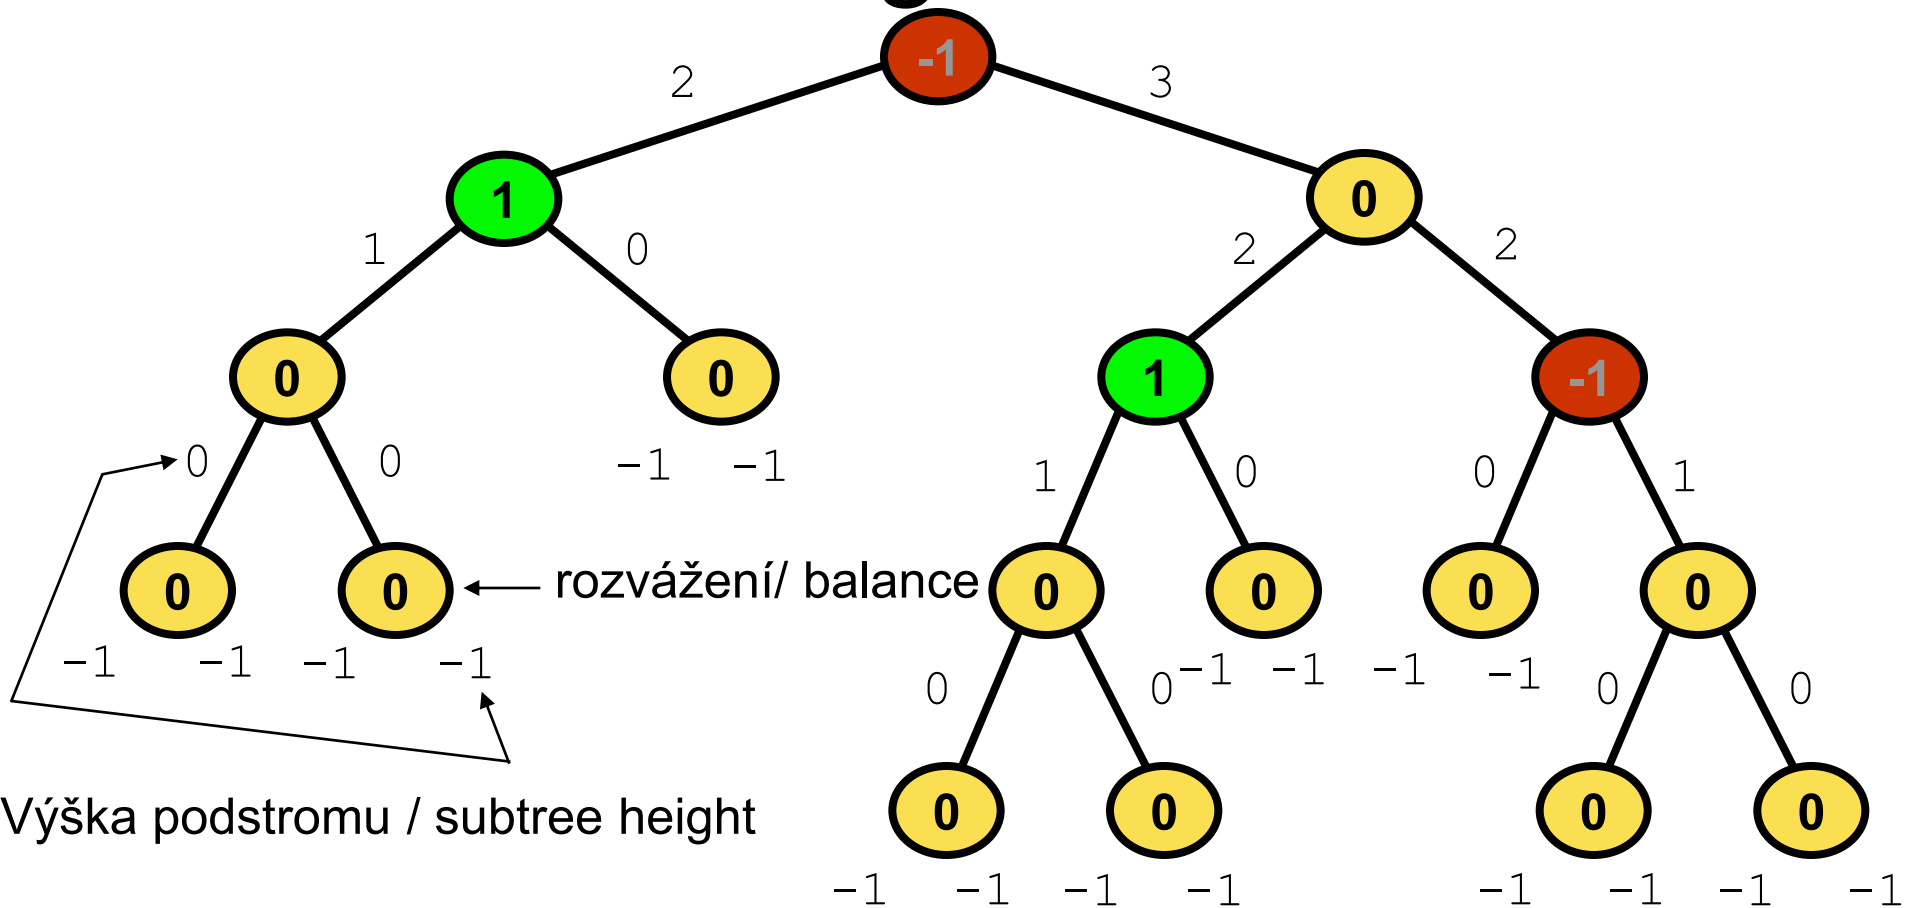 -1
2 3
1 0
1 0 2 2
0 0 1 -1
0 0 -1 -1 1 0 0 1
0 0 rozvážení/ balance 0 0 0 0
-1 -1 -1 -1 0 0 -1 -1 -1 -1 0 0
Výška podstromu / subtree height 0 0 0 0
-1 -1 -1 -1 -1 -1 -1 -1